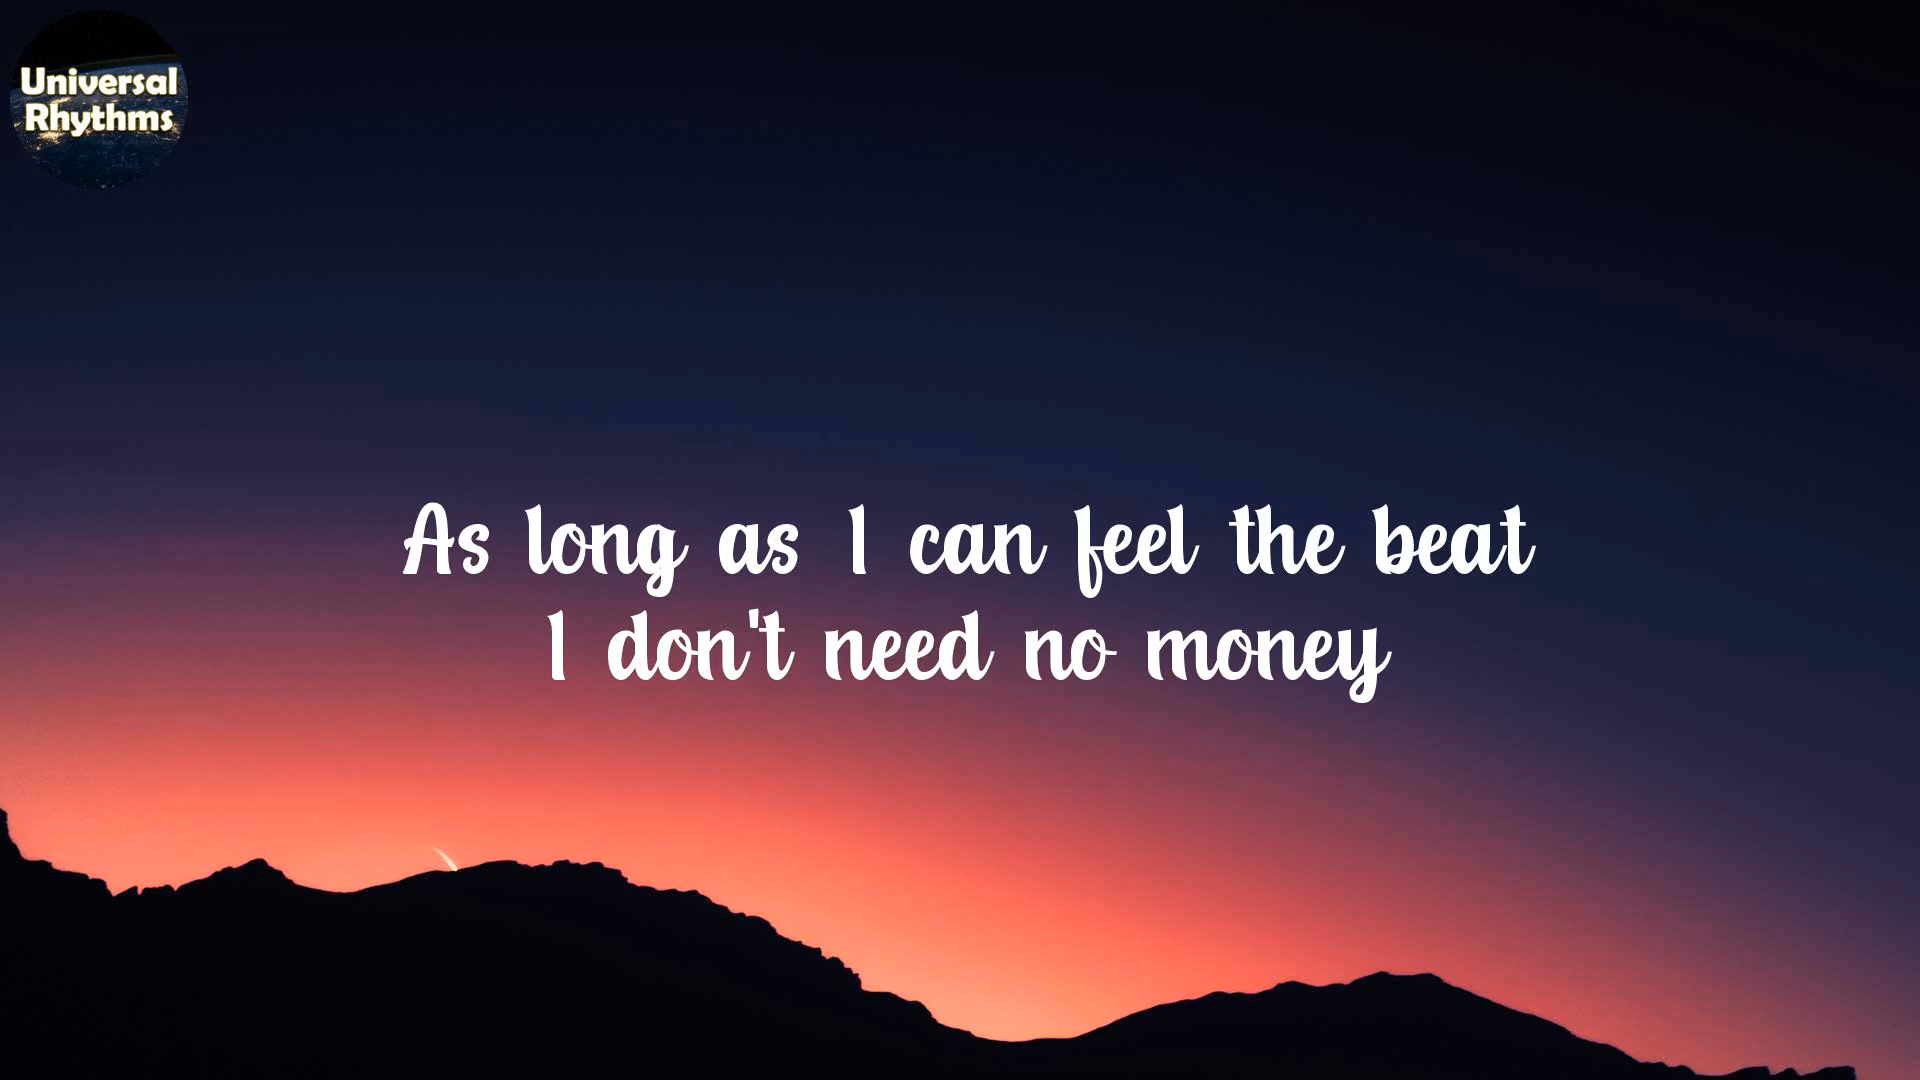 Universal
Rhythms
As long as I can feel the beat
I don't need no money